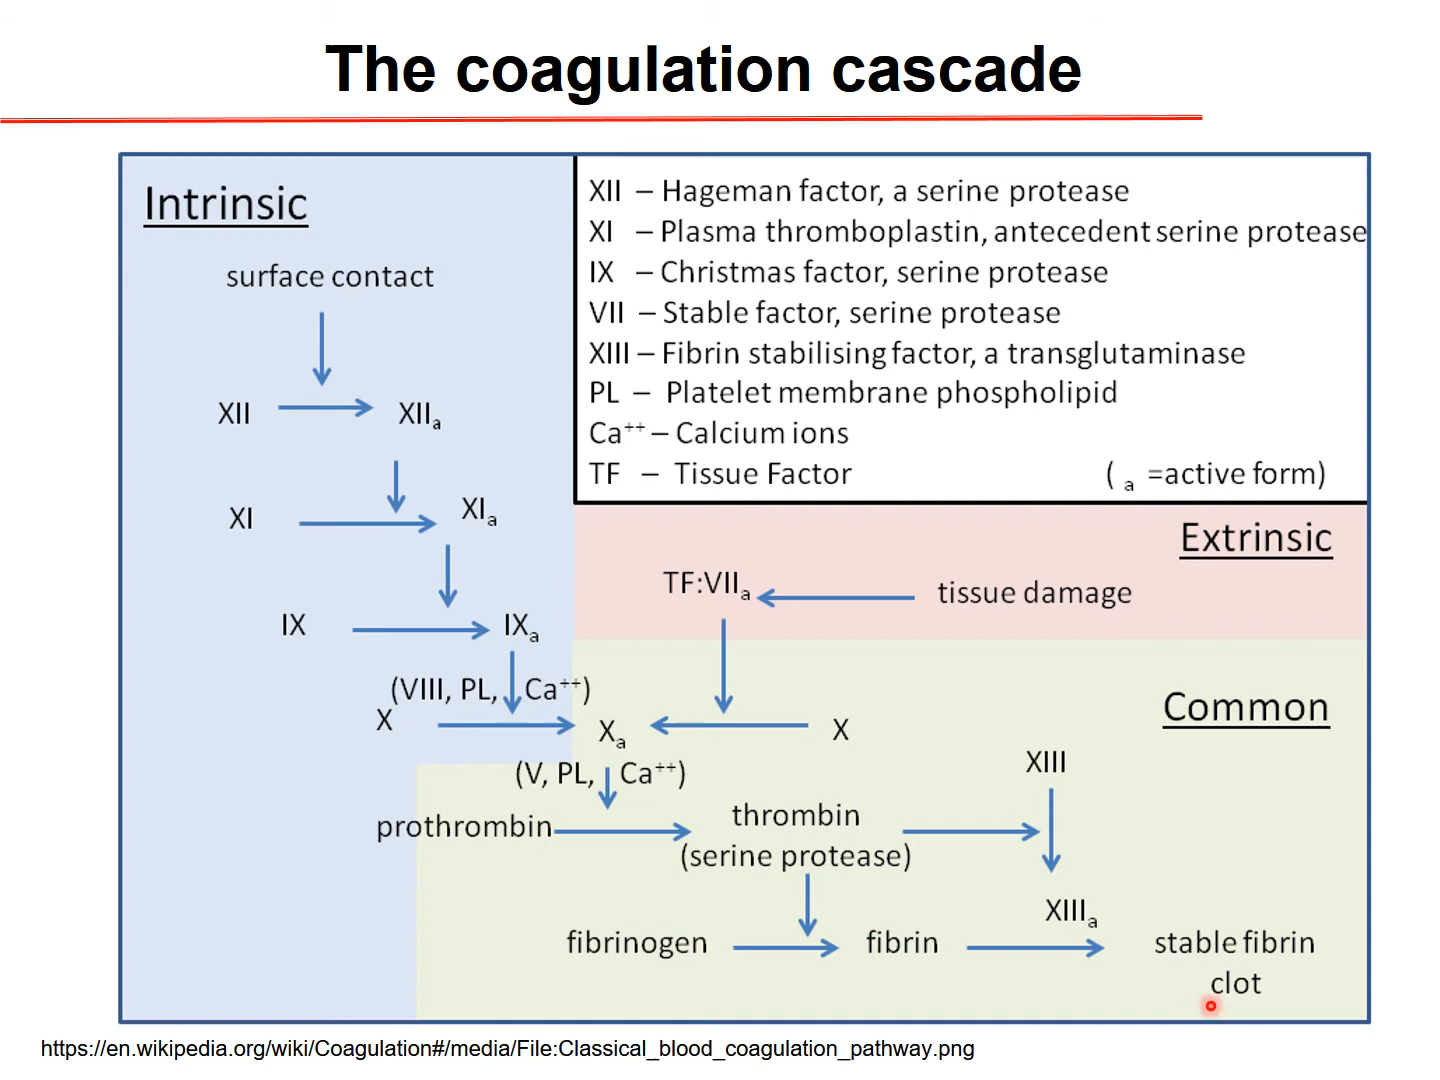 The coagulation cascade
Intrinsic
surface contact
XII
XIIa
XI
XIa
IX
IXa
(VIII, PL, Ca++)
X
Xa
XII – Hageman factor, a serine protease
XI – Plasma thromboplastin, antecedent serine protease
IX – Christmas factor, serine protease
VII – Stable factor, serine protease
XIII – Fibrin stabilising factor, a transglutaminase
PL – Platelet membrane phospholipid
Ca++ – Calcium ions
TF – Tissue Factor ( a =active form)
Extrinsic
TF:VIIa
tissue damage
Common
X
(V, PL, Ca++)
XIII
prothrombin
thrombin
(serine protease)
XIIIa
fibrinogen
fibrin
stable fibrin
clot
https://en.wikipedia.org/wiki/Coagulation#/media/File:Classical_blood_coagulation_pathway.png